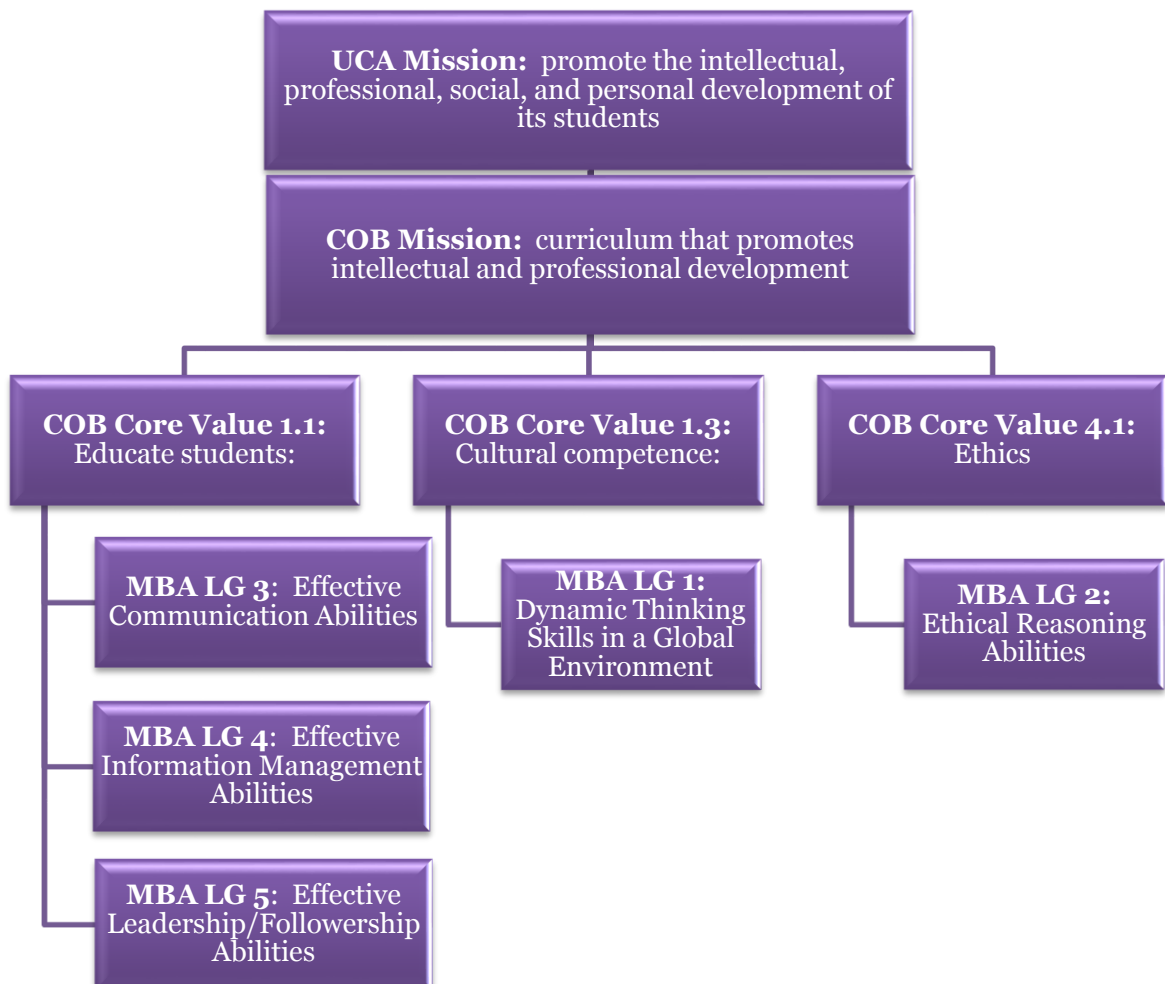 UCA Mission: promote the intellectual,
professional, social, and personal development of
its students
COB Mission: curriculum that promotes
intellectual and professional development
COB Core Value 1.1:
Educate students:
MBA LG 3: Effective
Communication Abilities
MBA LG 4: Effective
Information Management
Abilities
MBA LG 5: Effective
Leadership/Followership
Abilities
COB Core Value 1.3:
Cultural competence:
MBA LG 1:
Dynamic Thinking
Skills in a Global
Environment
COB Core Value 4.1:
Ethics
MBA LG 2:
Ethical Reasoning
Abilities